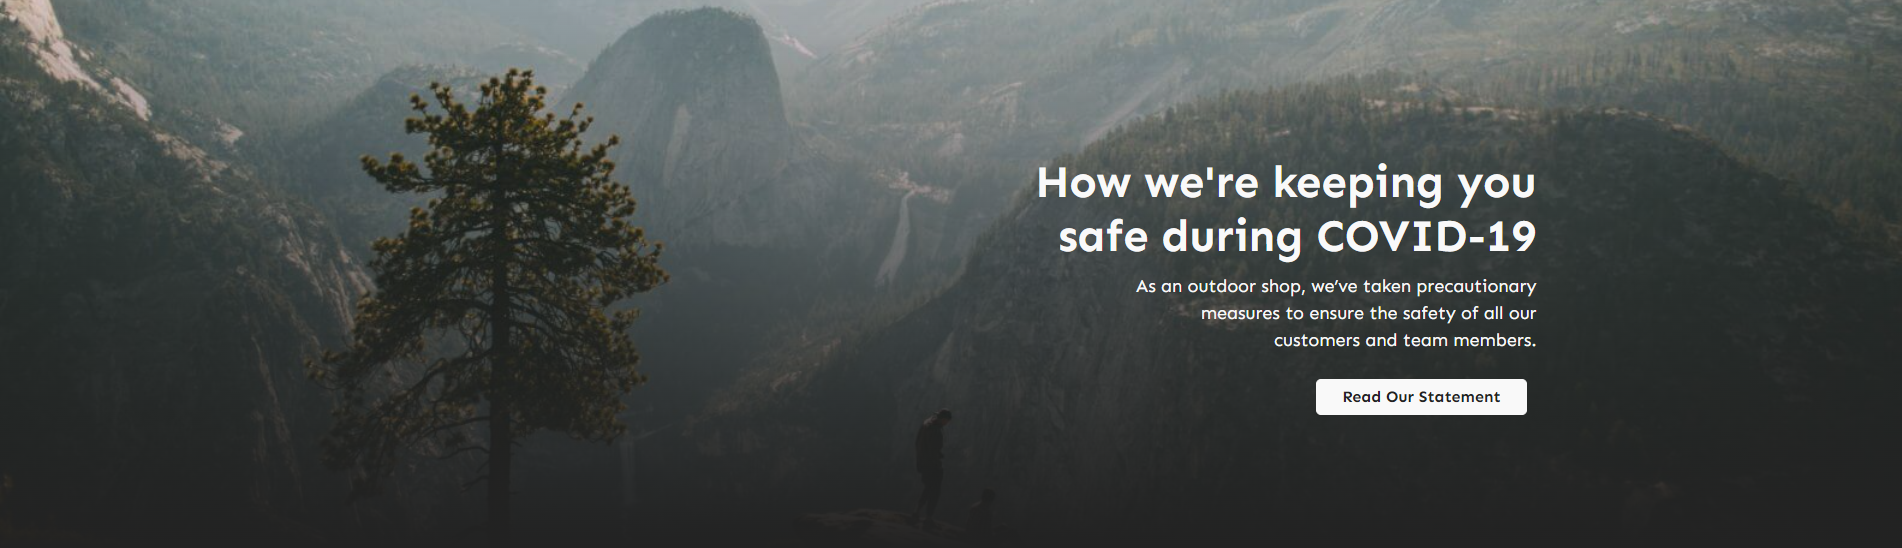 How we're keeping you
safe during COVID-19
As an outdoor shop, we’ve taken precautionary
measures to ensure the safety of all our
customers and team members.
Read Our Statement